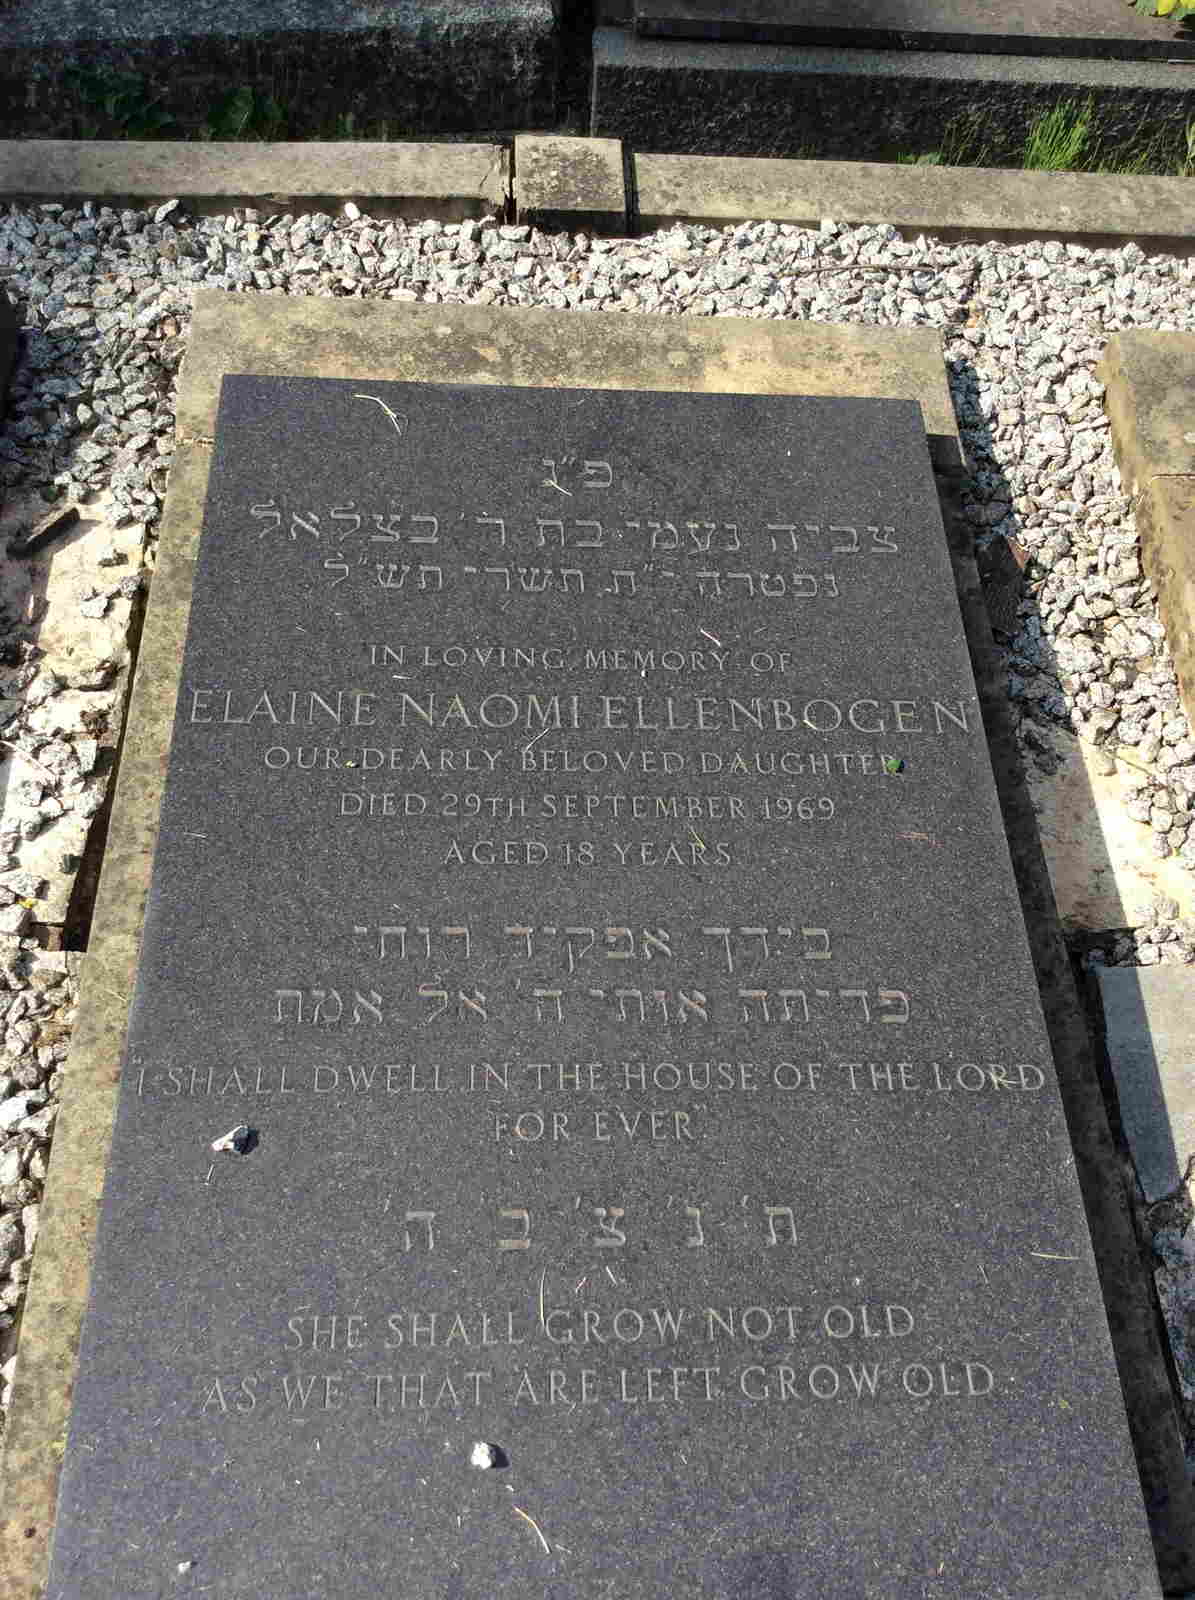 פ"נ
צביה נעמי בת ר' בצלאל
נפטרה י"ח תשרי תש"ל
IN LOVING MEMORY OF
ELAINE NAOMI ELLENBOGEN
OUR DEARLY BELOVED DAUGHTER
DIED 29TH SEPTEMBER 1969
AGED 18 YEARS
בידך אפקיד רוחי
פדיתה אותי ה' אל אמת
"I SHALL DWELL IN THE HOUSE OF THE LORD
FOR EVER"
ת' נ' צ' ב' ה'
SHE SHALL GROW NOT OLD
AS WE THAT ARE LEFT GROW OLD